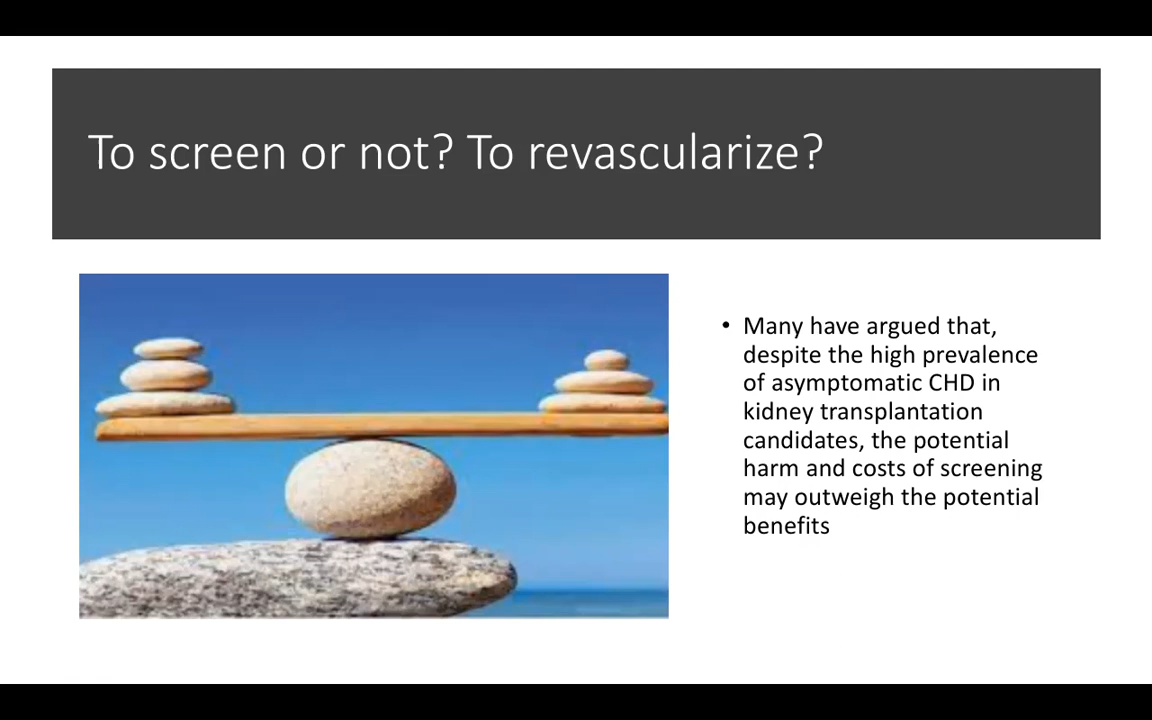 To screen or not? To revascularize?
• Many have argued that,
despite the high prevalence
of asymptomatic CHD in
kidney transplantation
candidates, the potential
harm and costs of screening
may outweigh the potential
benefits